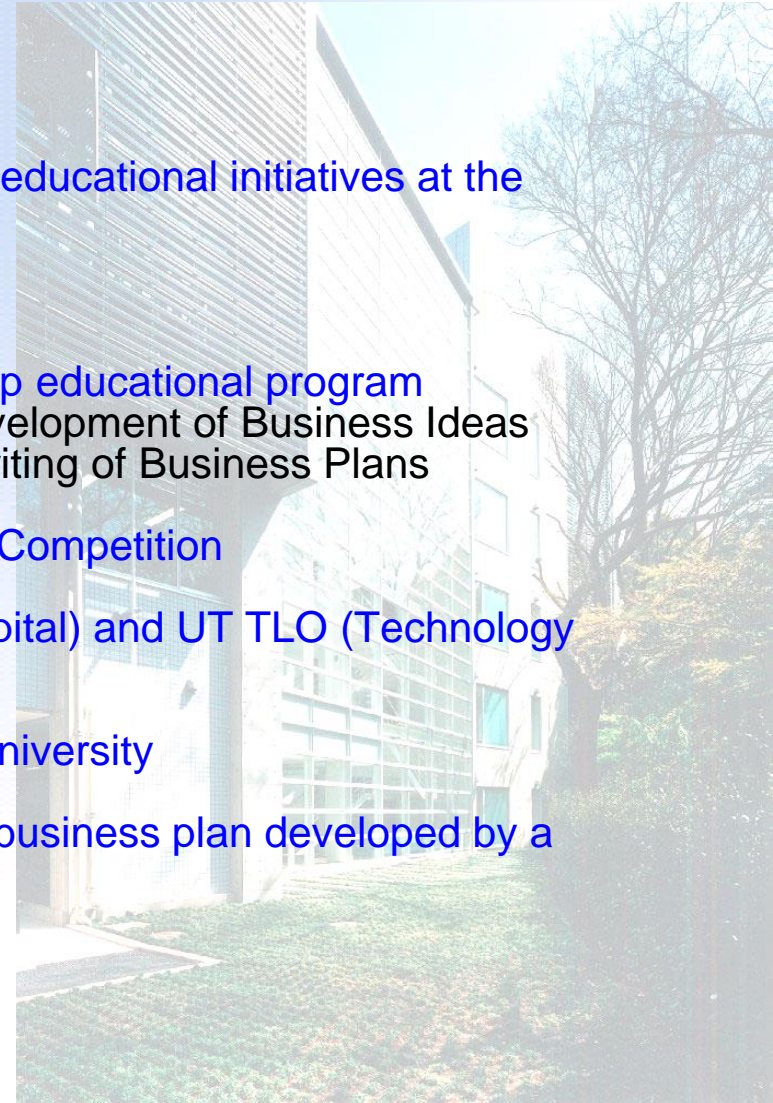 educational initiatives at the
p educational program
velopment of Business Ideas
iting of Business Plans
Competition
pital) and UT TLO (Technology
niversity
business plan developed by a